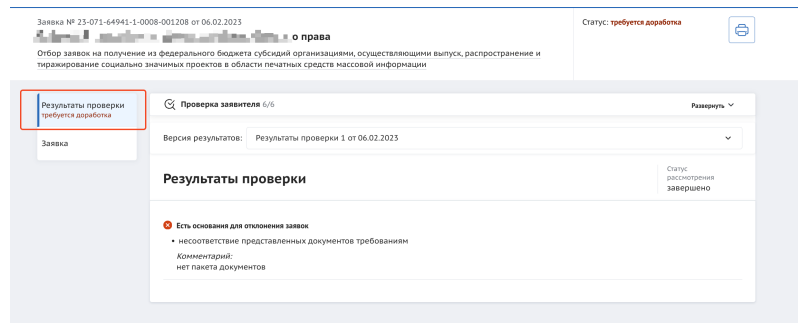 Заявка № 23-071-64941-1-0008-001208 от 06.02.2023
о права
Отбор заявок на получение из федерального бюджета субсидий организациями, осуществляющими выпуск, распространение и
тиражирование социально значимых проектов в области печатных средств массовой информации
Статус: требуется доработка
Результаты проверки
требуется доработка
Заявка
Проверка заявителя 6/6
Развернуть
Версия результатов: Результаты проверки 1 от 06.02.2023
Результаты проверки
Статус
рассмотрения
завершено
Есть основания для отклонения заявок
• несоответствие представленных документов требованиям
Комментарий:
нет пакета документов